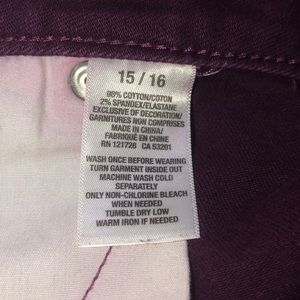 15 / 16
98% COTTON/COTON
2% SPANDEX/ELASTANE
EXCLUSIVE OF DECORATION/
GARNITURES NON COMPRISES
MADE IN CHINA/
FABRIQUÉ EN CHINE
RN 121726 CA 53201
WASH ONCE BEFORE WEARING
TURN GARMENT INSIDE OUT
MACHINE WASH COLD
SEPARATELY
ONLY NON-CHLORINE BLEACH
WHEN NEEDED
TUMBLE DRY LOW
WARM IRON IF NEEDED